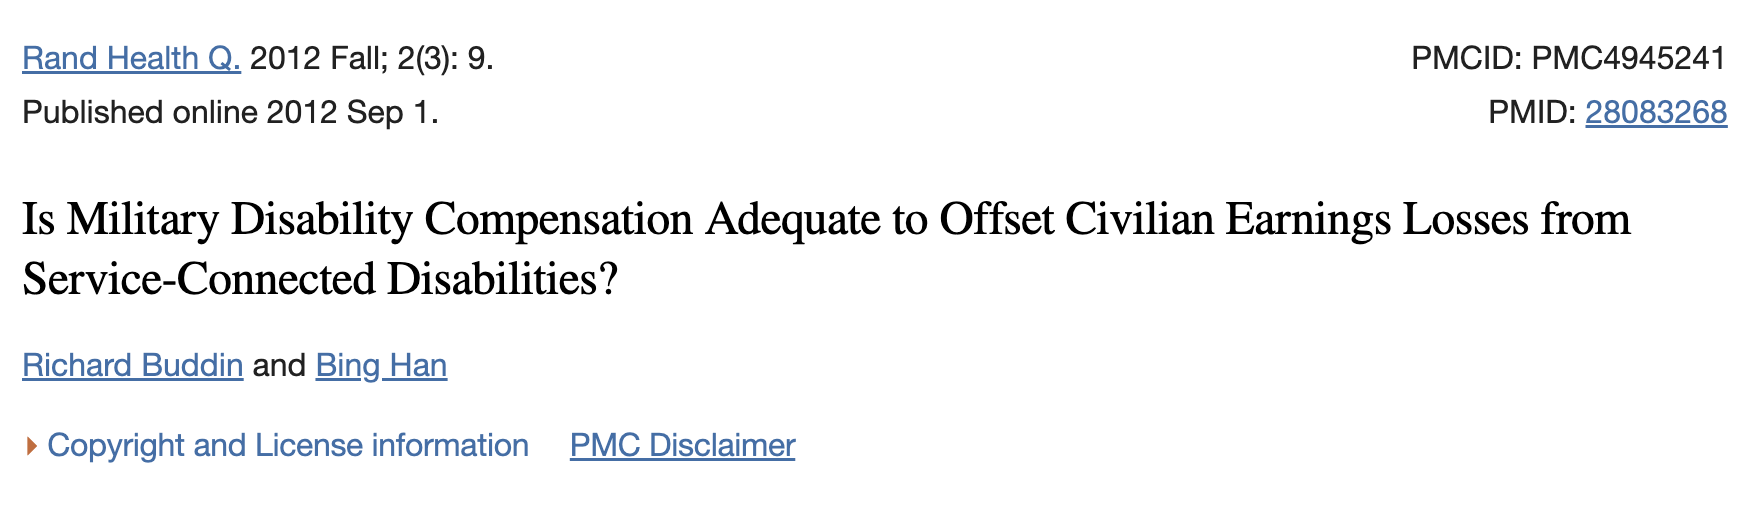 Rand Health Q. 2012 Fall; 2(3): 9.
PMCID: PMC4945241
Published online 2012 Sep 1.
PMID: 28083268
Is Military Disability Compensation Adequate to Offset Civilian Earnings Losses from
Service-Connected Disabilities?
Richard Buddin and Bing Han
Copyright and License information
PMC Disclaimer